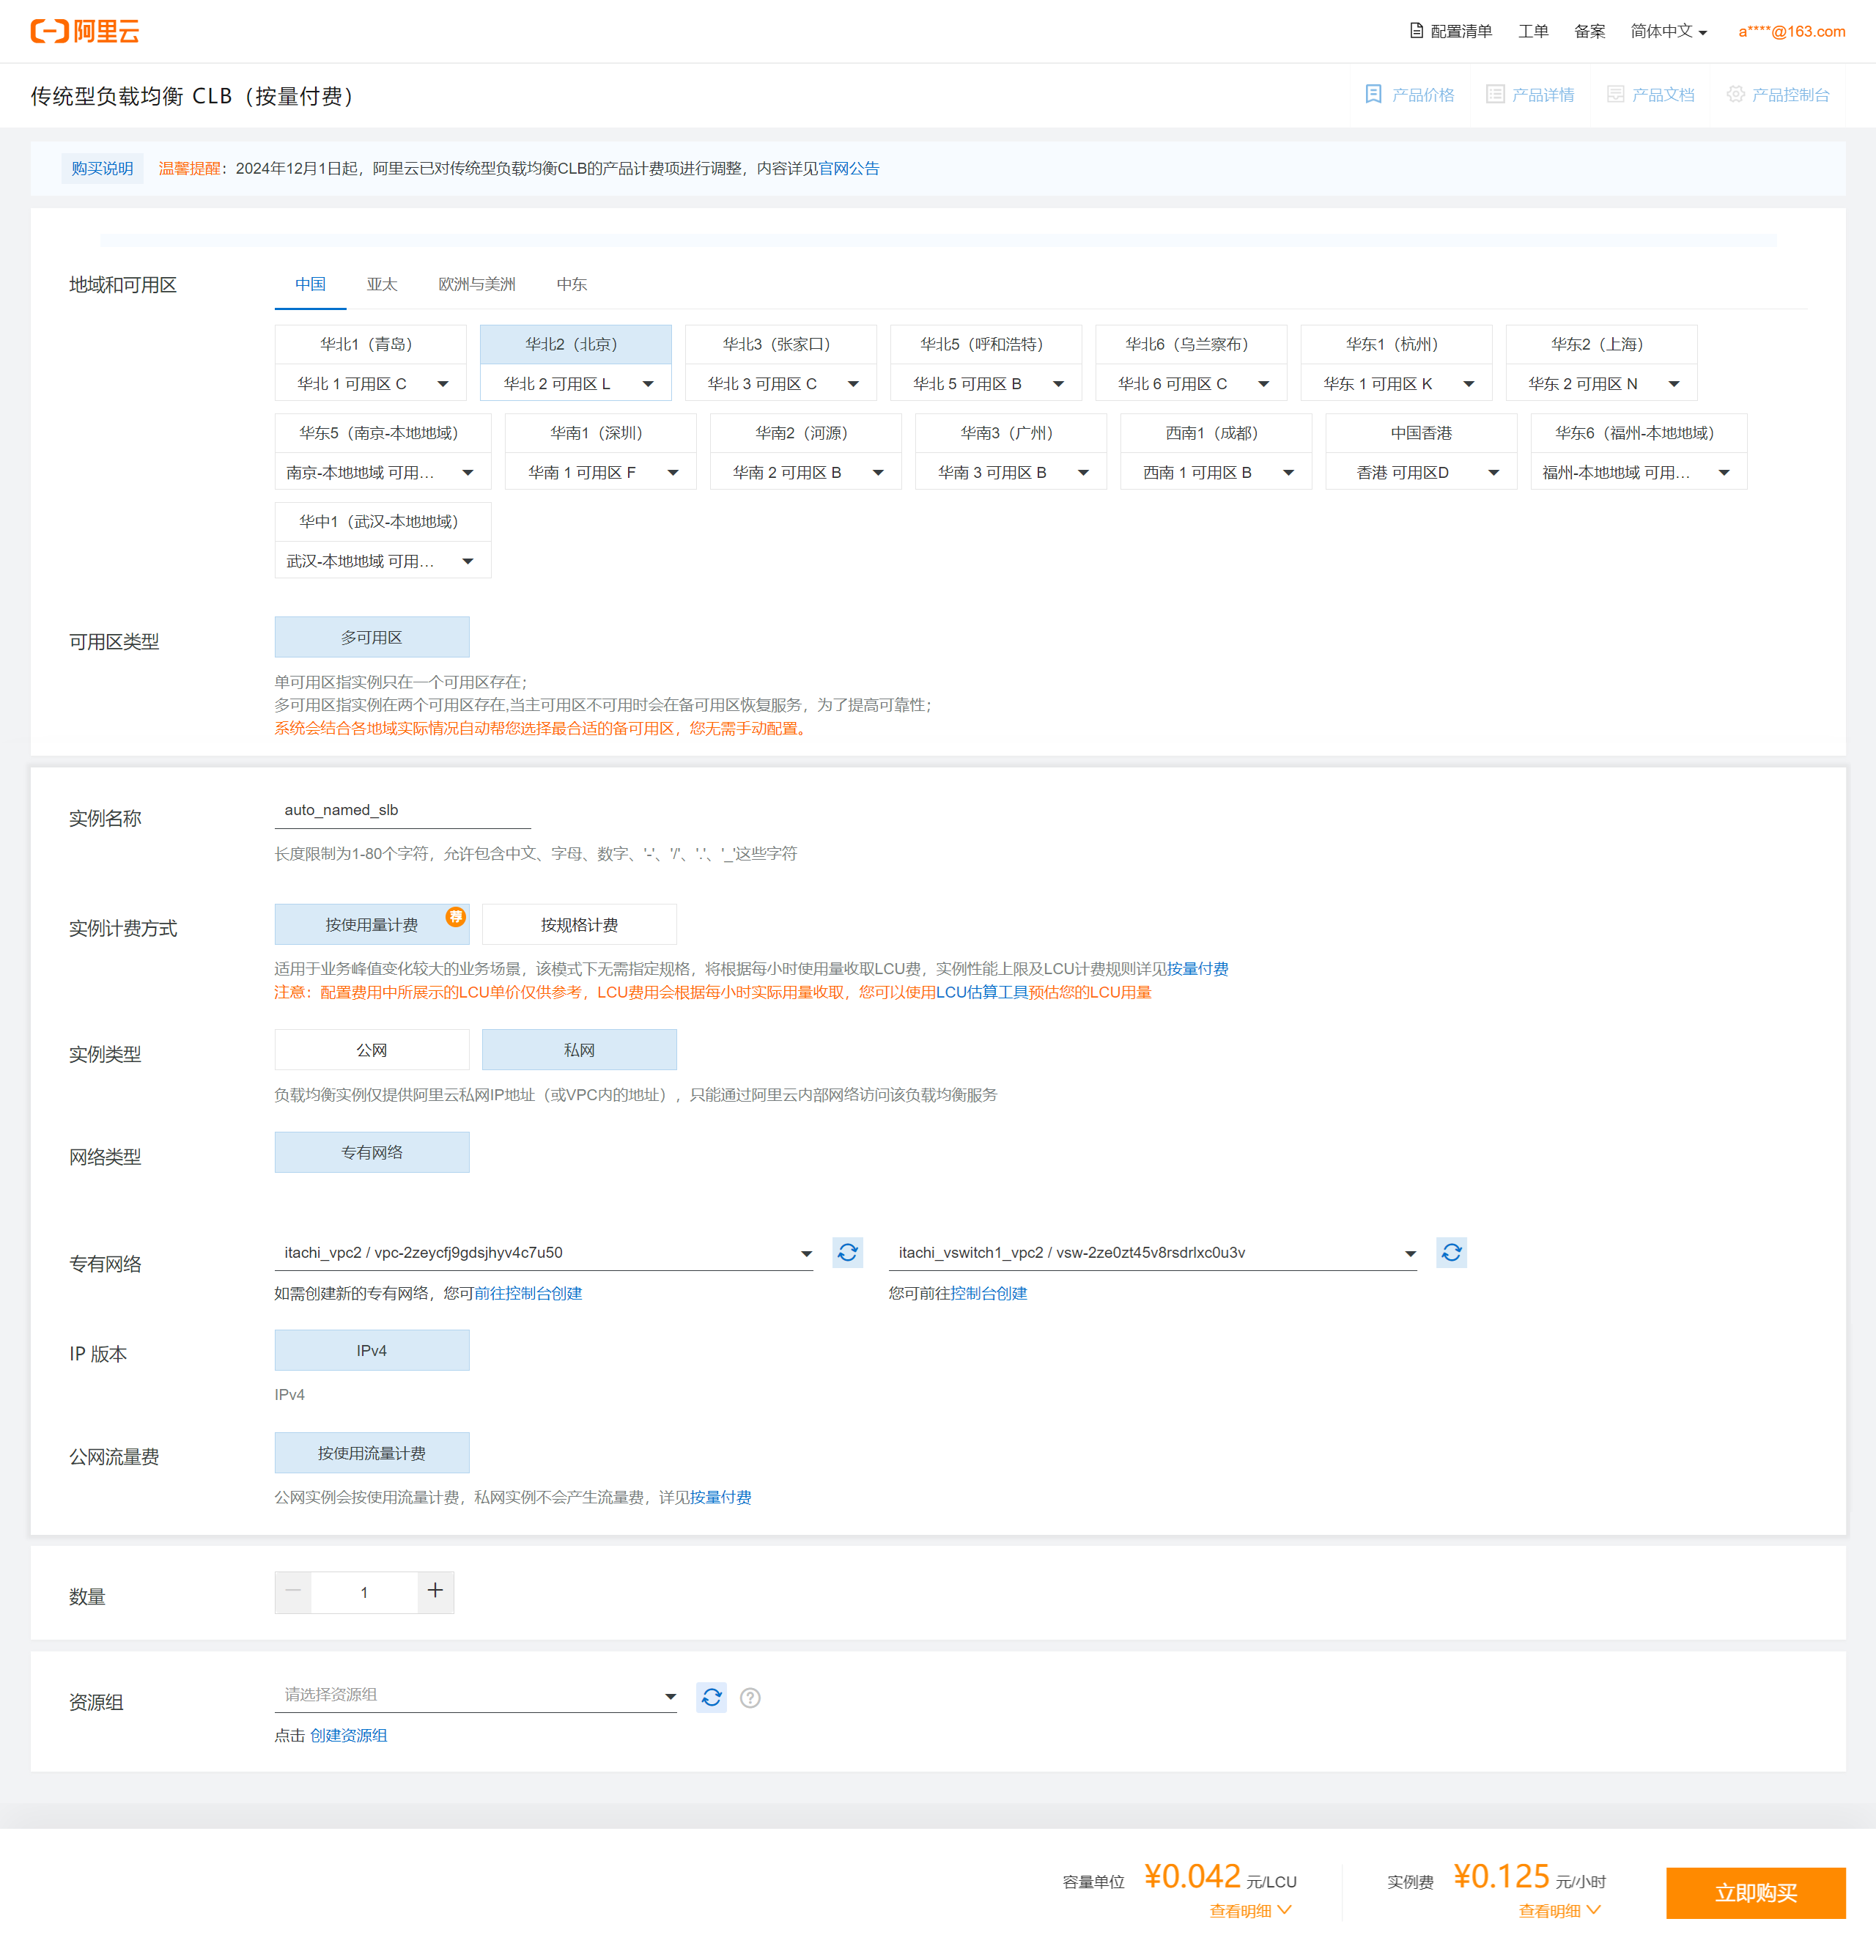 阿里云
配置清单 工单 备案 简体中文 a****@163.com
传统型负载均衡 CLB（按量付费） 产品价格 产品详情 产品文档 产品控制台
购买说明 温馨提醒：2024年12月1日起，阿里云已对传统型负载均衡CLB的产品计费项进行调整，内容详见官网公告
地域和可用区 中国 亚太 欧洲与美洲 中东
华北1（青岛） 华北2（北京） 华北3（张家口） 华北5（呼和浩特） 华北6（乌兰察布） 华东1（杭州） 华东2（上海）
华北 1 可用区 C 华北 2 可用区 L 华北 3 可用区 C 华北 5 可用区 B 华北 6 可用区 C 华东 1 可用区 K 华东 2 可用区 N
华东5（南京-本地地域） 华南1（深圳） 华南2（河源） 华南3（广州） 西南1（成都） 中国香港 华东6（福州-本地地域）
南京-本地地域 可用… 华南 1 可用区 F 华南 2 可用区 B 华南 3 可用区 B 西南 1 可用区 B 香港 可用区D 福州-本地地域 可用…
华中1（武汉-本地地域）
武汉-本地地域 可用…
可用区类型 多可用区
单可用区指实例只在一个可用区存在；
多可用区指实例在两个可用区存在,当主可用区不可用时会在备可用区恢复服务，为了提高可靠性；
系统会结合各地域实际情况自动帮您选择最合适的备可用区，您无需手动配置。
实例名称 auto_named_slb
长度限制为1-80个字符，允许包含中文、字母、数字、'-'、'/'、'.'、'_'这些字符
实例计费方式 按使用量计费 荐 按规格计费
适用于业务峰值变化较大的业务场景，该模式下无需指定规格，将根据每小时使用量收取LCU费，实例性能上限及LCU计费规则详见按量付费
注意：配置费用中所展示的LCU单价仅供参考，LCU费用会根据每小时实际用量收取，您可以使用LCU估算工具预估您的LCU用量
实例类型 公网 私网
负载均衡实例仅提供阿里云私网IP地址（或VPC内的地址），只能通过阿里云内部网络访问该负载均衡服务
网络类型 专有网络
专有网络 itachi_vpc2 / vpc-2zeycfj9gdsjhyv4c7u50 itachi_vswitch1_vpc2 / vsw-2ze0zt45v8rsdrlxc0u3v
如需创建新的专有网络，您可前往控制台创建 您可前往控制台创建
IP 版本 IPv4
IPv4
公网流量费 按使用流量计费
公网实例会按使用流量计费，私网实例不会产生流量费，详见按量付费
数量 1
资源组 请选择资源组
点击 创建资源组
容量单位 ¥0.042 元/LCU 实例费 ¥0.125 元/小时 立即购买
查看明细 查看明细